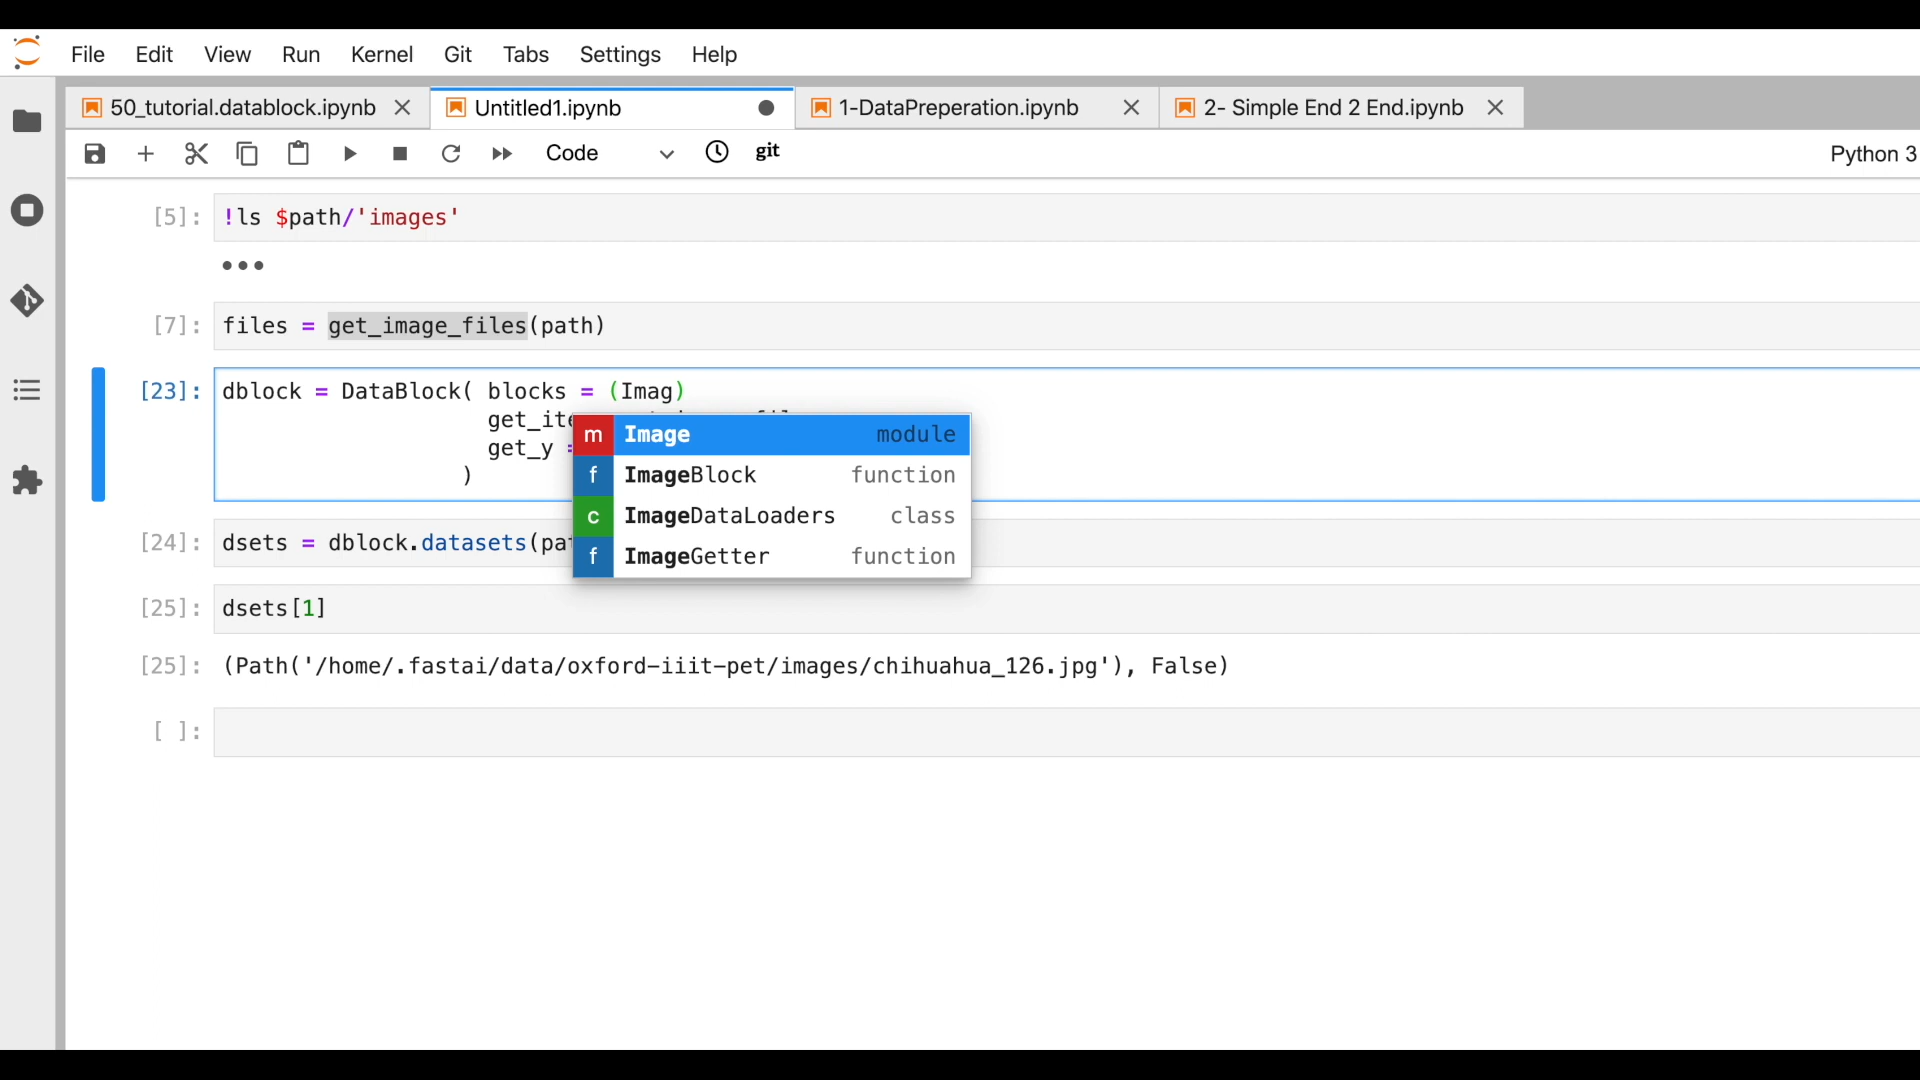 File Edit View Run Kernel Git Tabs Settings Help
50_tutorial.datablock.ipynb Untitled1.ipynb 1-DataPreperation.ipynb 2- Simple End 2 End.ipynb
Code git Python 3
[5]: !ls $path/'images'
[7]: files = get_image_files(path)
[23]: dblock = DataBlock( blocks = (Imag)
get_ite
get_y =
)
m Image module
f ImageBlock function
c ImageDataLoaders class
f ImageGetter function
[24]: dsets = dblock.datasets(pat
[25]: dsets[1]
[25]: (Path('/home/.fastai/data/oxford-iiit-pet/images/chihuahua_126.jpg'), False)
[ ]: